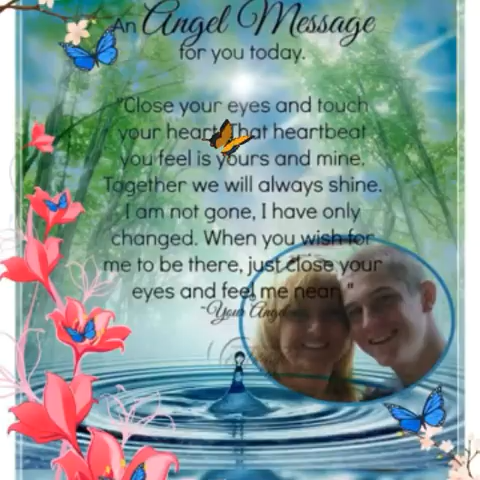 An Angel Message
for you today.
"Close your eyes and touch
your heart. That heartbeat
you feel is yours and mine.
Together we will always shine.
I am not gone, I have only
changed. When you wish for
me to be there, just close your
eyes and feel me near."
~Your Angel